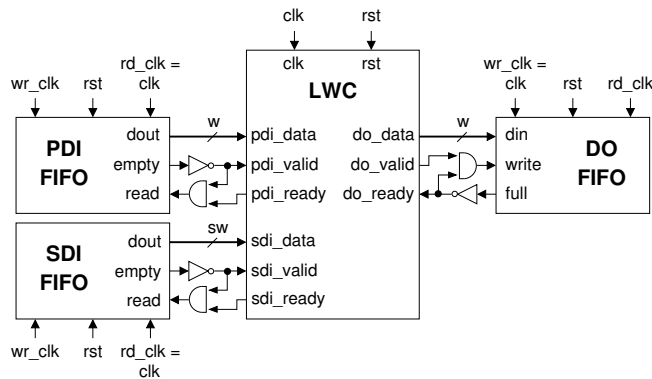 clk rst
rd_clk =
wr_clk rst clk
clk rst
LWC
wr_clk =
clk rst rd_clk
PDI
FIFO
dout
empty
read
w
pdi_data
pdi_valid
pdi_ready
do_data
do_valid
do_ready
w
din
write
full
DO
FIFO
SDI
FIFO
dout
empty
read
sw
sdi_data
sdi_valid
sdi_ready
wr_clk rst rd_clk =
clk